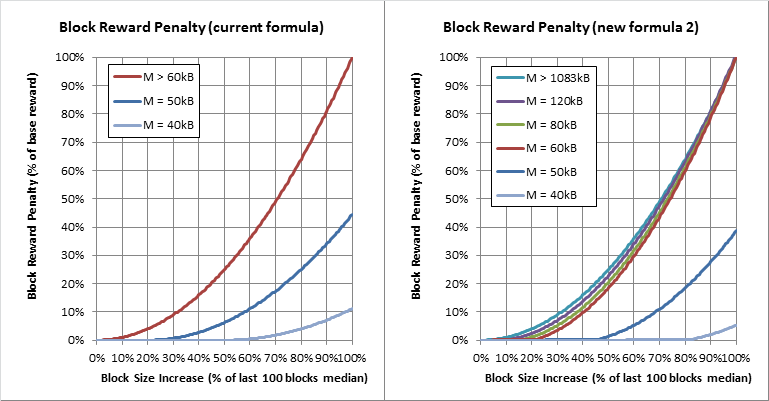 Block Reward Penalty (current formula)
Block Reward Penalty (% of base reward)
100%
90%
80%
70%
60%
50%
40%
30%
20%
10%
0%
M > 60kB
M = 50kB
M = 40kB
0% 10% 20% 30% 40% 50% 60% 70% 80% 90% 100%
Block Size Increase (% of last 100 blocks median)
Block Reward Penalty (new formula 2)
Block Reward Penalty (% of base reward)
100%
90%
80%
70%
60%
50%
40%
30%
20%
10%
0%
M > 1083kB
M = 120kB
M = 80kB
M = 60kB
M = 50kB
M = 40kB
0% 10% 20% 30% 40% 50% 60% 70% 80% 90% 100%
Block Size Increase (% of last 100 blocks median)